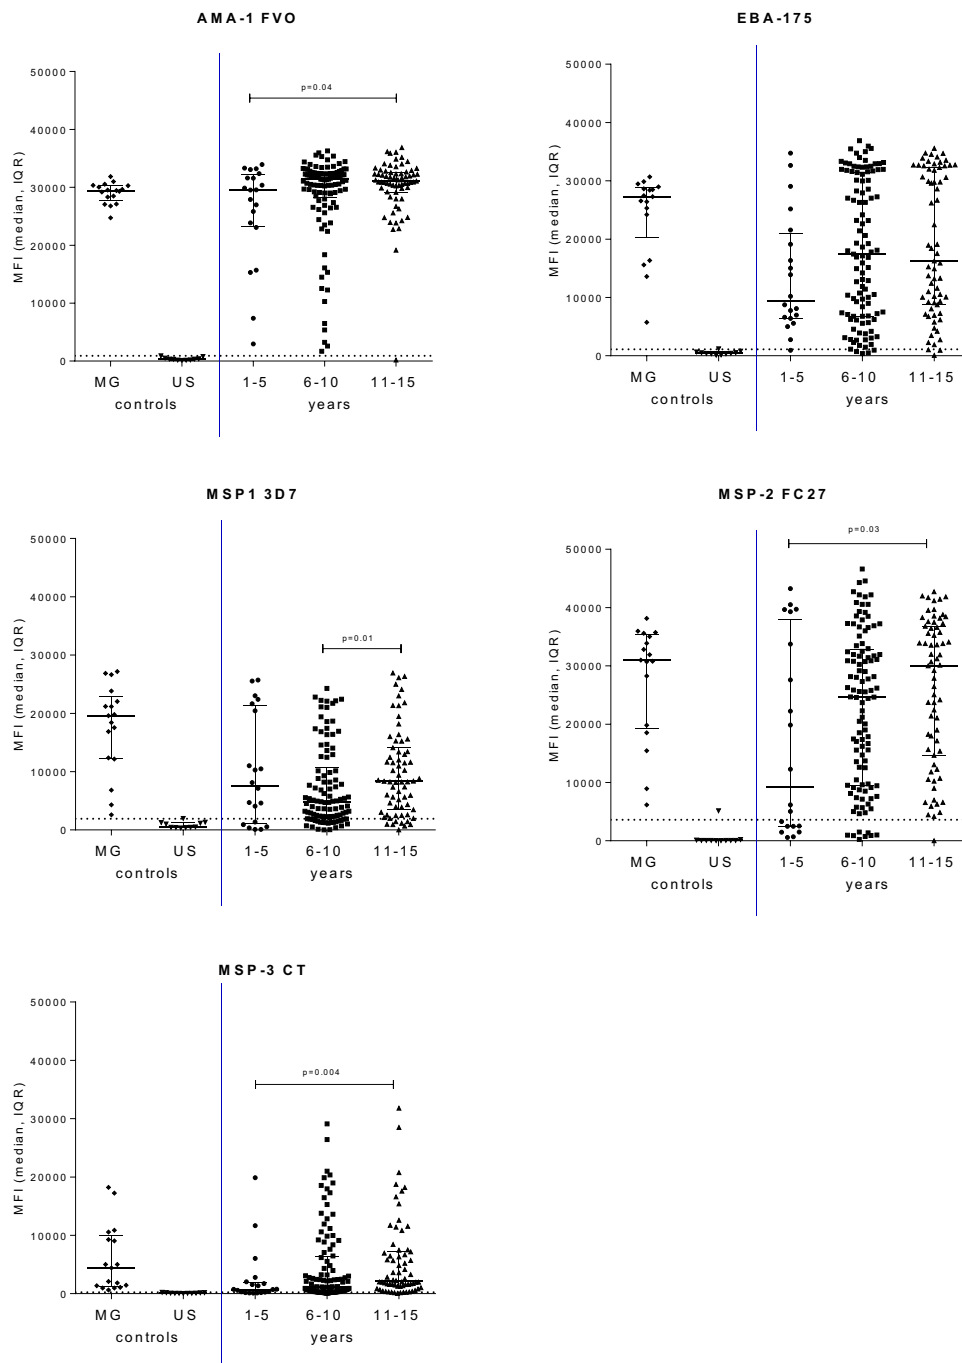 AMA-1 FVO
MFI (median, IQR)
50000
40000
30000
20000
10000
0
p=0.04
MG US 1-5 6-10 11-15
controls years
EBA-175
MFI (median, IQR)
50000
40000
30000
20000
10000
0
MG US 1-5 6-10 11-15
controls years
MSP1 3D7
MFI (median, IQR)
50000
40000
30000
20000
10000
0
p=0.01
MG US 1-5 6-10 11-15
controls years
MSP-2 FC27
MFI (median, IQR)
p=0.03
50000
40000
30000
20000
10000
0
MG US 1-5 6-10 11-15
controls years
MSP-3 CT
MFI (median, IQR)
50000
40000
30000
20000
10000
0
p=0.004
MG US 1-5 6-10 11-15
controls years